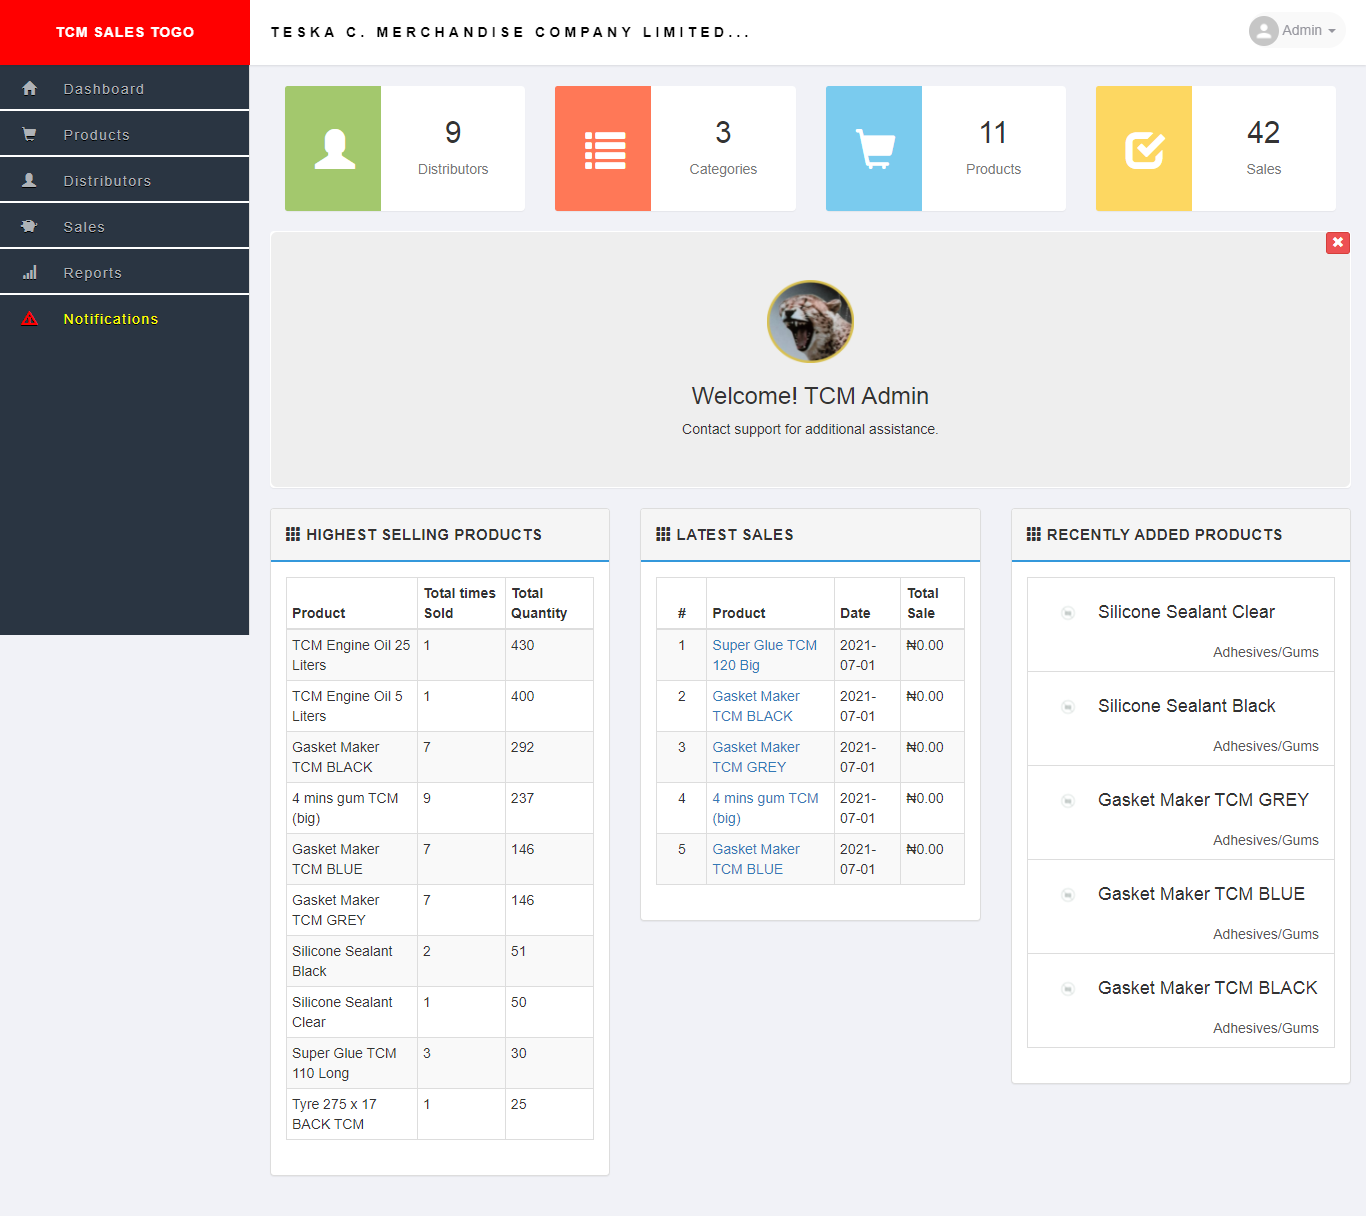 TCM SALES TOGO
TESKA C. MERCHANDISE COMPANY LIMITED...
Admin
Dashboard
Products
Distributors
Sales
Reports
Notifications
9
Distributors
3
Categories
11
Products
42
Sales
Welcome! TCM Admin
Contact support for additional assistance.
HIGHEST SELLING PRODUCTS
Product Total times Sold Total Quantity
TCM Engine Oil 25 Liters 1 430
TCM Engine Oil 5 Liters 1 400
Gasket Maker TCM BLACK 7 292
4 mins gum TCM (big) 9 237
Gasket Maker TCM BLUE 7 146
Gasket Maker TCM GREY 7 146
Silicone Sealant Black 2 51
Silicone Sealant Clear 1 50
Super Glue TCM 110 Long 3 30
Tyre 275 x 17 BACK TCM 1 25
LATEST SALES
# Product Date Total Sale
1 Super Glue TCM 120 Big 2021-07-01 ₦0.00
2 Gasket Maker TCM BLACK 2021-07-01 ₦0.00
3 Gasket Maker TCM GREY 2021-07-01 ₦0.00
4 4 mins gum TCM (big) 2021-07-01 ₦0.00
5 Gasket Maker TCM BLUE 2021-07-01 ₦0.00
RECENTLY ADDED PRODUCTS
Silicone Sealant Clear
Adhesives/Gums
Silicone Sealant Black
Adhesives/Gums
Gasket Maker TCM GREY
Adhesives/Gums
Gasket Maker TCM BLUE
Adhesives/Gums
Gasket Maker TCM BLACK
Adhesives/Gums